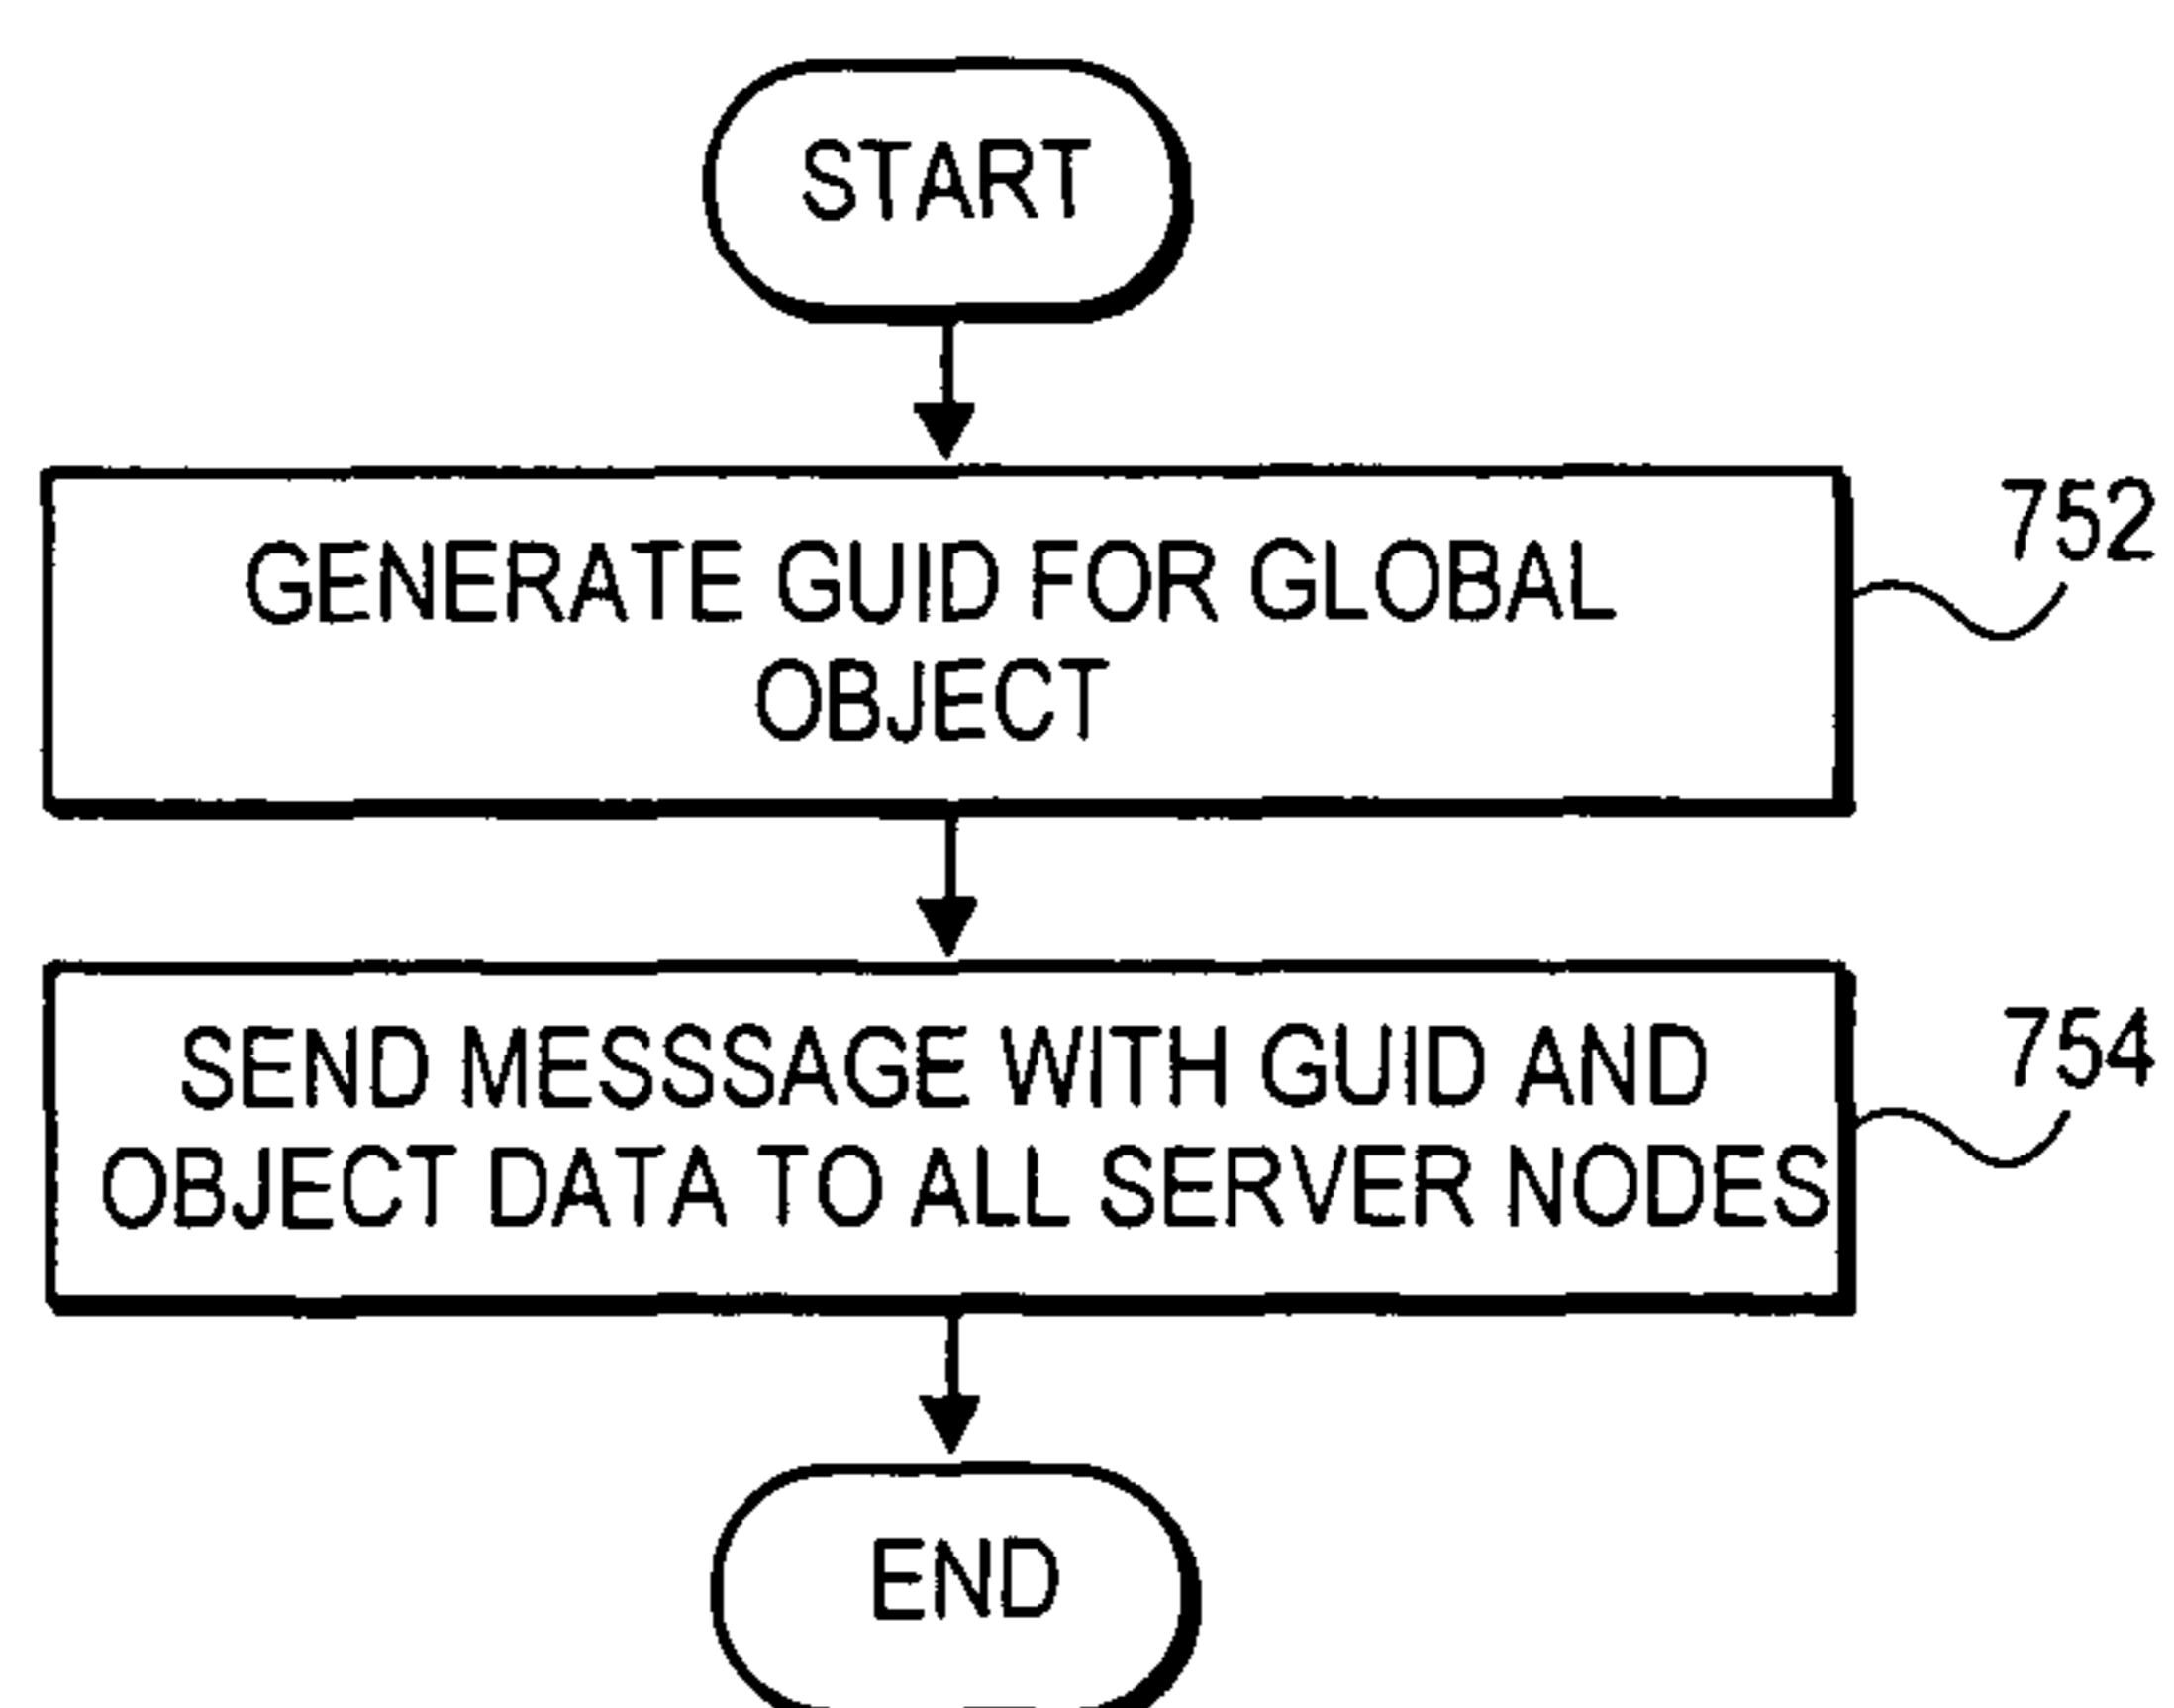 START
GENERATE GUID FOR GLOBAL
OBJECT
752
SEND MESSSAGE WITH GUID AND
OBJECT DATA TO ALL SERVER NODES
754
END